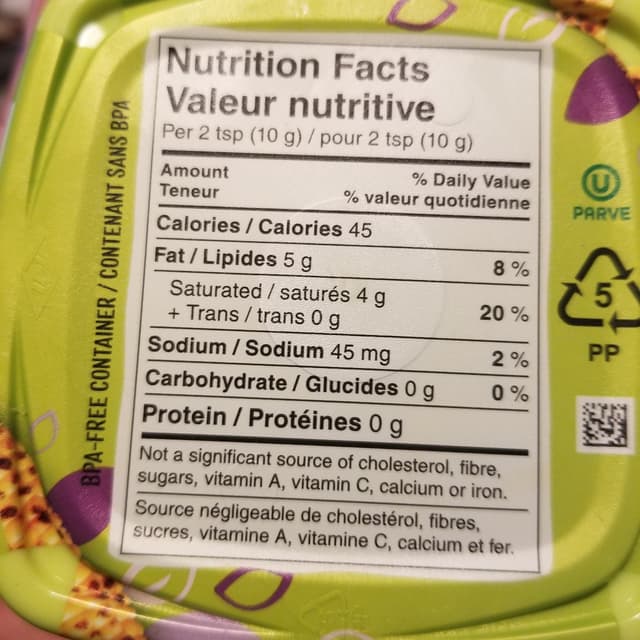 Nutrition Facts
Valeur nutritive
Per 2 tsp (10 g) / pour 2 tsp (10 g)
Amount
Teneur
% Daily Value
% valeur quotidienne
Calories / Calories 45
Fat / Lipides 5 g 8 %
Saturated / saturés 4 g
+ Trans / trans 0 g 20 %
Sodium / Sodium 45 mg 2 %
Carbohydrate / Glucides 0 g 0 %
Protein / Protéines 0 g
Not a significant source of cholesterol, fibre,
sugars, vitamin A, vitamin C, calcium or iron.
Source négligeable de cholestérol, fibres,
sucres, vitamine A, vitamine C, calcium et fer.
BPA-FREE CONTAINER / CONTENANT SANS BPA
U
PARVE
5
PP